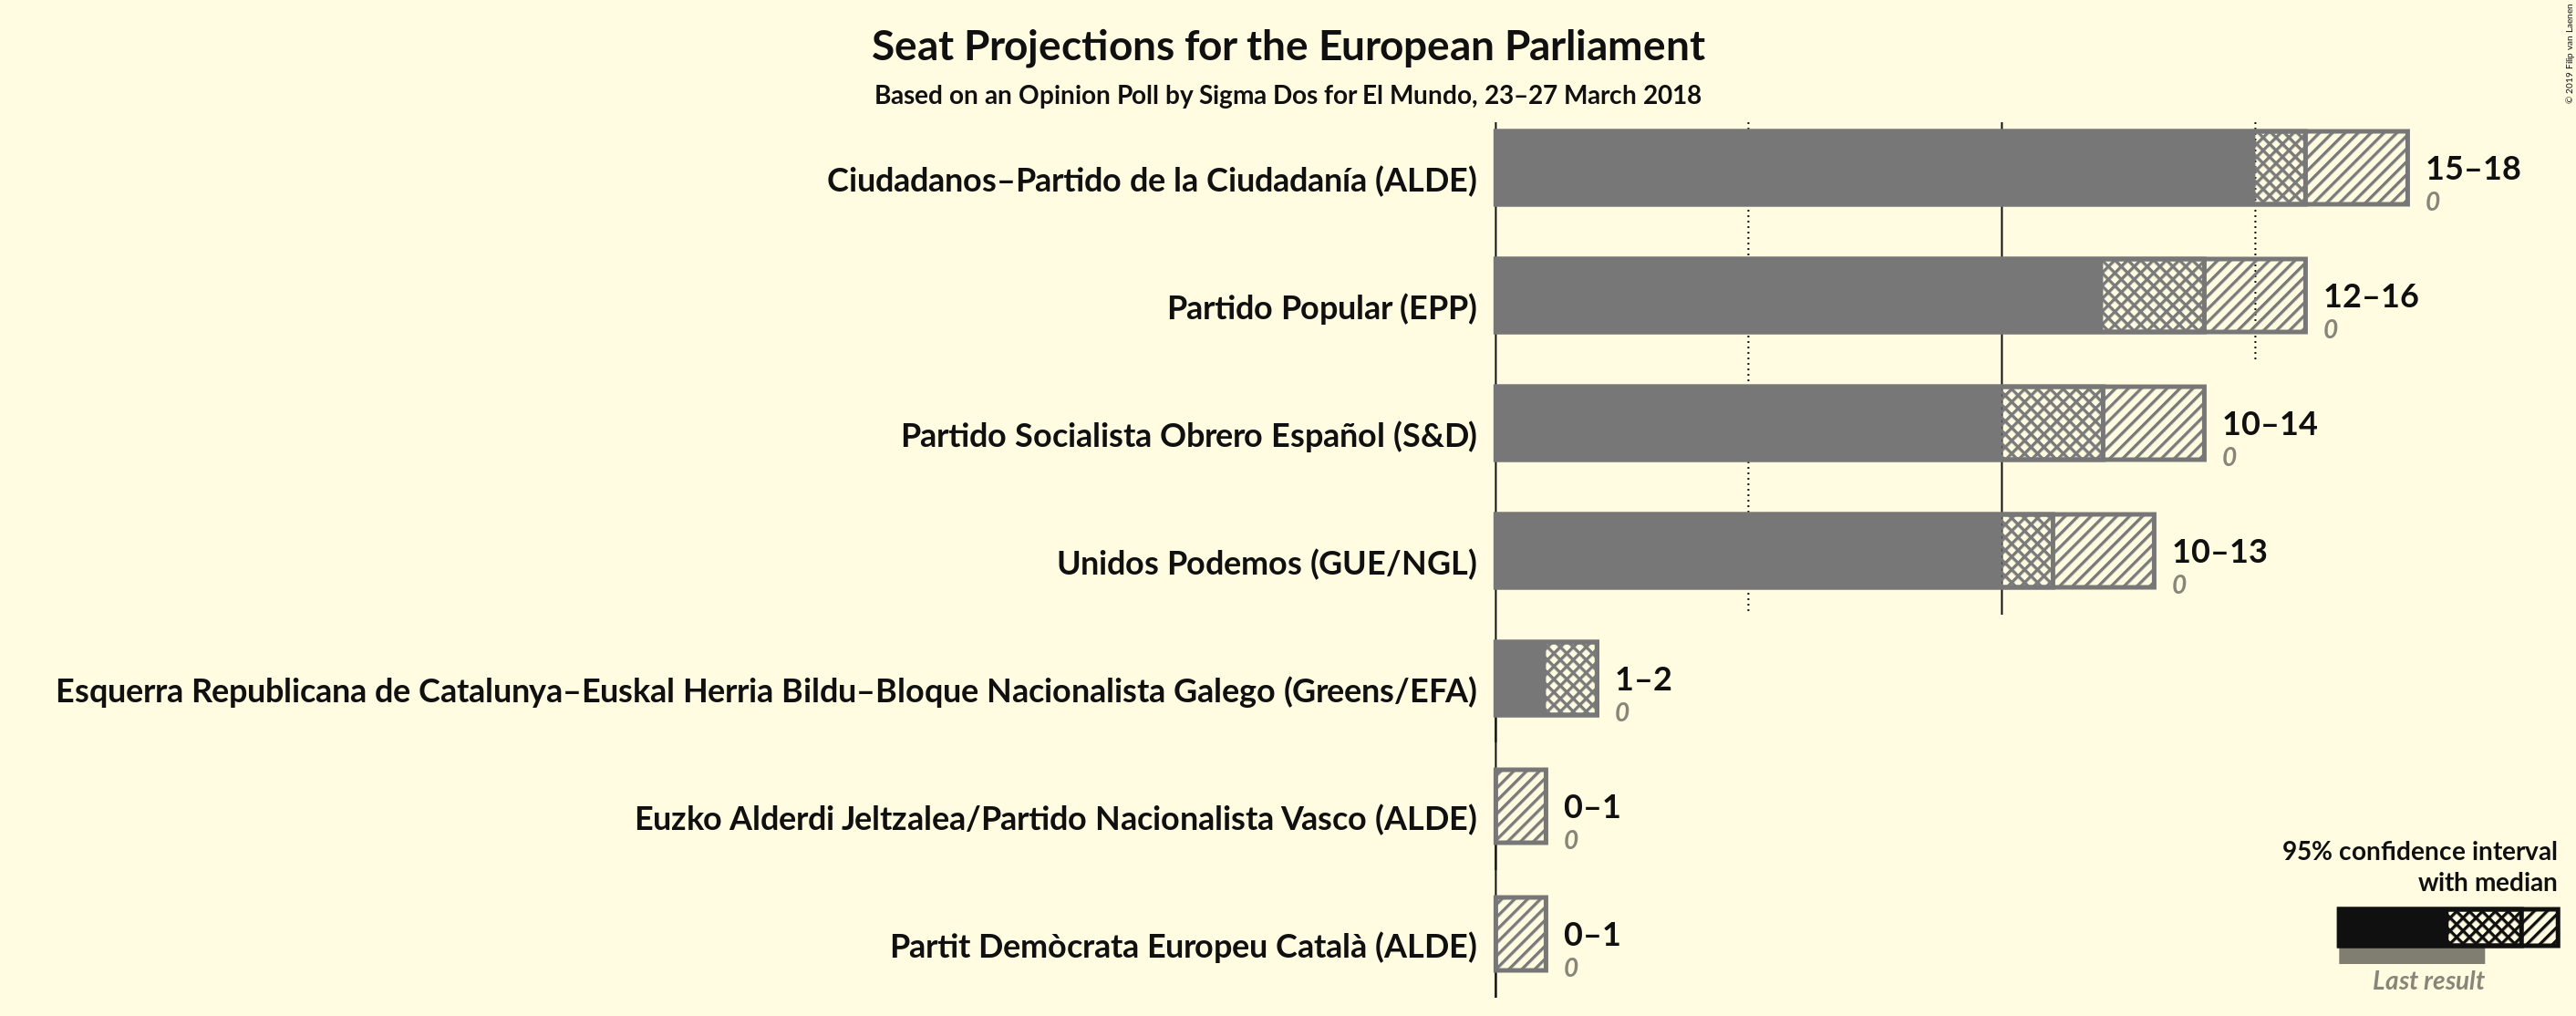 Seat Projections for the European Parliament
Based on an Opinion Poll by Sigma Dos for El Mundo, 23–27 March 2018
© 2019 Filip van Laenen
Ciudadanos–Partido de la Ciudadanía (ALDE)
15–18
0
Partido Popular (EPP)
12–16
0
Partido Socialista Obrero Español (S&D)
10–14
0
Unidos Podemos (GUE/NGL)
10–13
0
Esquerra Republicana de Catalunya–Euskal Herria Bildu–Bloque Nacionalista Galego (Greens/EFA)
1–2
0
Euzko Alderdi Jeltzalea/Partido Nacionalista Vasco (ALDE)
0–1
0
Partit Demòcrata Europeu Català (ALDE)
0–1
0
95% confidence interval
with median
Last result